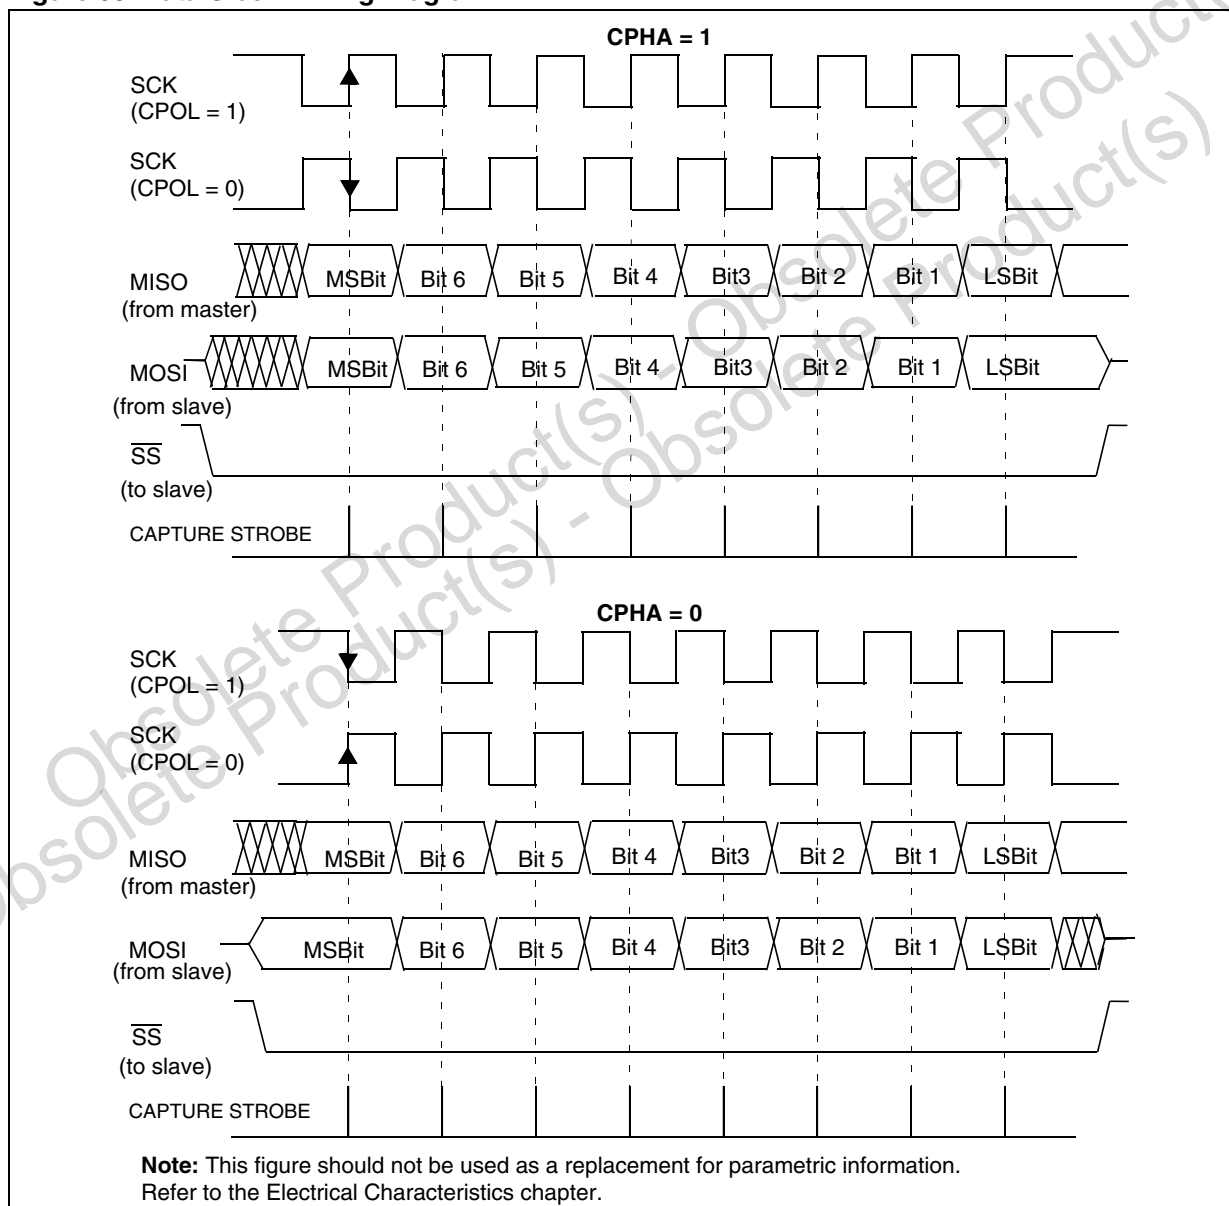 CPHA = 1
SCK
(CPOL = 1)
SCK
(CPOL = 0)
MISO
(from master)
MSBit Bit 6 Bit 5 Bit 4 Bit3 Bit 2 Bit 1 LSBit
MOSI
(from slave)
MSBit Bit 6 Bit 5 Bit 4 Bit3 Bit 2 Bit 1 LSBit
SS
(to slave)
CAPTURE STROBE
CPHA = 0
SCK
(CPOL = 1)
SCK
(CPOL = 0)
MISO
(from master)
MSBit Bit 6 Bit 5 Bit 4 Bit3 Bit 2 Bit 1 LSBit
MOSI
(from slave)
MSBit Bit 6 Bit 5 Bit 4 Bit3 Bit 2 Bit 1 LSBit
SS
(to slave)
CAPTURE STROBE
Note: This figure should not be used as a replacement for parametric information.
Refer to the Electrical Characteristics chapter.
Obsolete Product(s) - Obsolete Product(s)
Obsolete Product(s) - Obsolete Product(s)